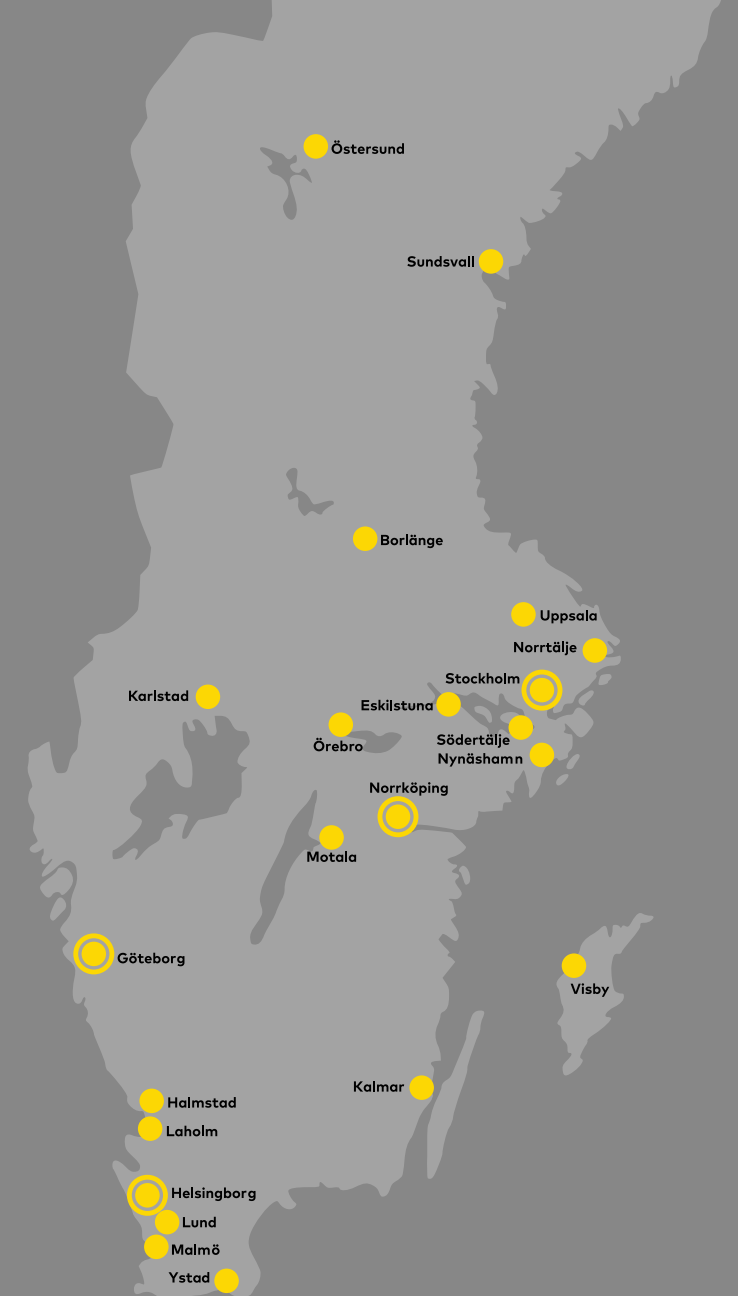 Östersund
Sundsvall
Borlänge
Uppsala
Norrtälje
Stockholm
Karlstad
Eskilstuna
Örebro
Södertälje
Nynäshamn
Norrköping
Motala
Göteborg
Visby
Kalmar
Halmstad
Laholm
Helsingborg
Lund
Malmö
Ystad